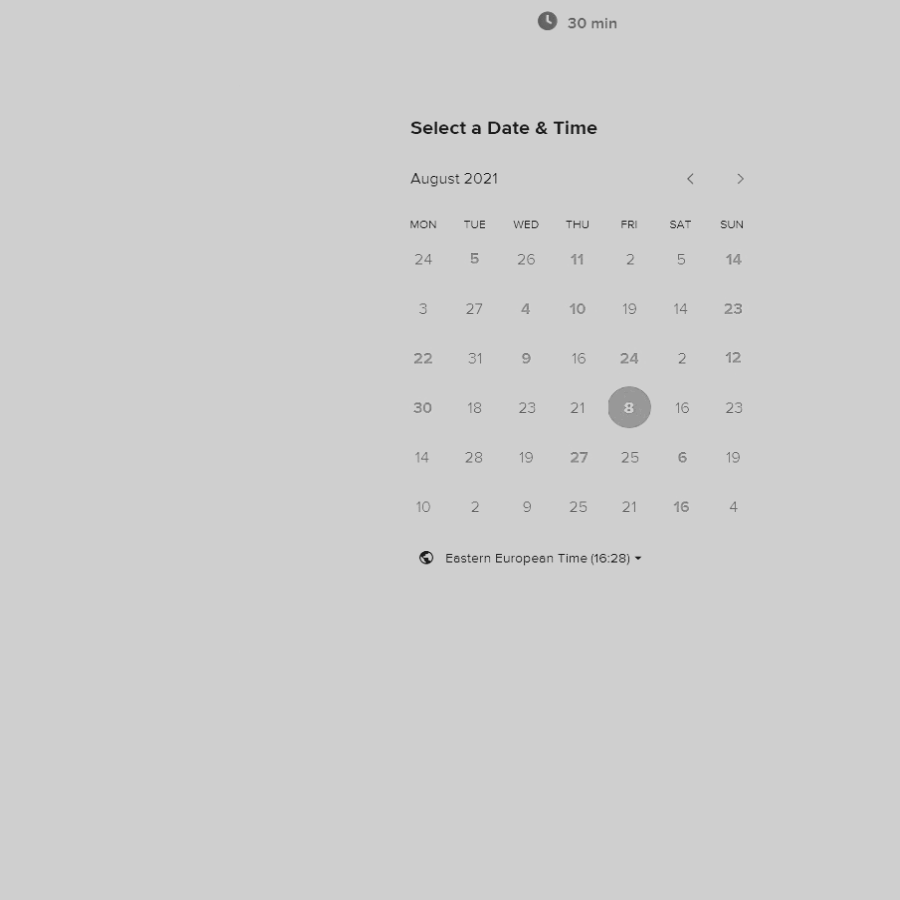 30 min
Select a Date & Time
August 2021
MON TUE WED THU FRI SAT SUN
24 5 26 11 2 5 14
3 27 4 10 19 14 23
22 31 9 16 24 2 12
30 18 23 21 8 16 23
14 28 19 27 25 6 19
10 2 9 25 21 16 4
Eastern European Time (16:28)